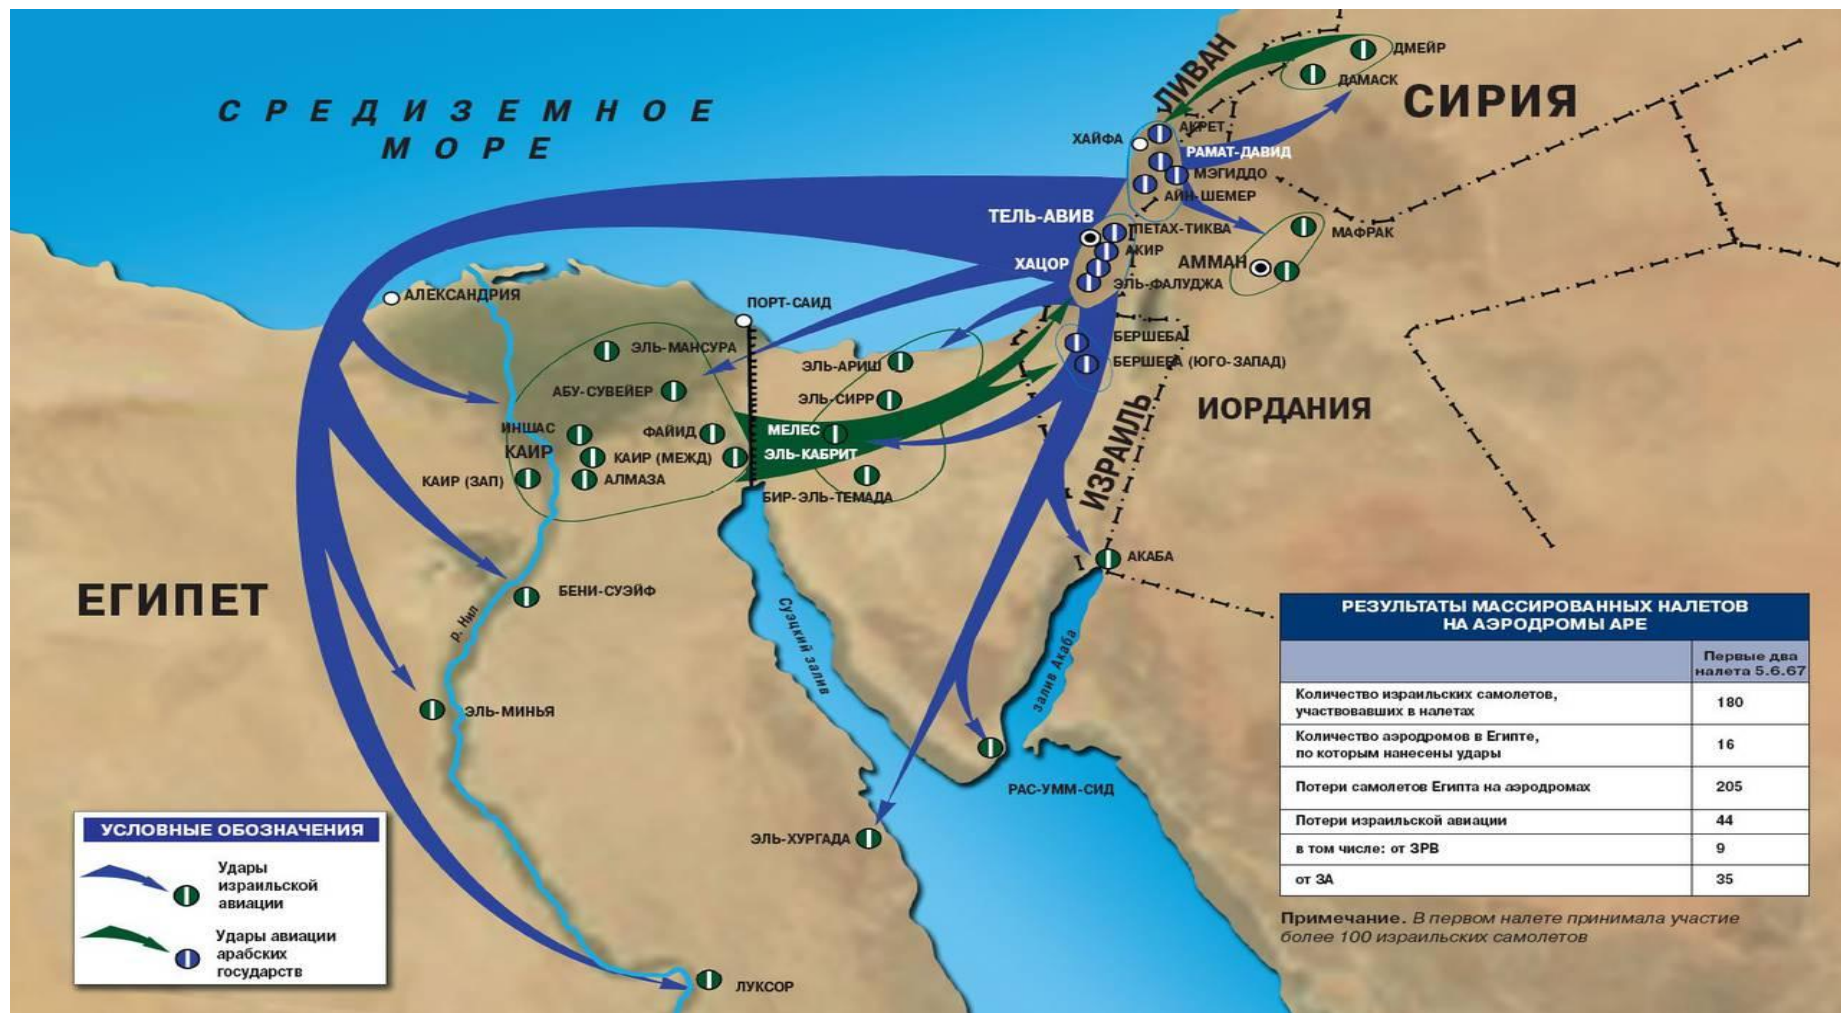 СРЕДИЗЕМНОЕ
МОРЕ
ЛИВАН
ДМЕЙР
ДАМАСК
СИРИЯ
ХАЙФА
АКРЕТ
РАМАТ-ДАВИД
МЭГИДДО
АЙН-ШЕМЕР
ТЕЛЬ-АВИВ
ПЕТАХ-ТИКВА
АКИР
ХАЦОР
ЭЛЬ-ФАЛУДЖА
МАФРАК
АММАН
АЛЕКСАНДРИЯ
ПОРТ-САИД
ЭЛЬ-МАНСУРА
АБУ-СУВЕЙЕР
ИНШАС
ФАЙИД
КАИР
КАИР (МЕЖД)
КАИР (ЗАП)
АЛМАЗА
ЭЛЬ-АРИШ
ЭЛЬ-СИРР
МЕЛЕС
ЭЛЬ-КАБРИТ
БИР-ЭЛЬ-ТЕМАДА
БЕРШЕБА
БЕРШЕБА (ЮГО-ЗАПАД)
ИОРДАНИЯ
ИЗРАИЛЬ
АКАБА
ЕГИПЕТ
БЕНИ-СУЭЙФ
р. Нил
Суэцкий залив
залив Акаба
ЭЛЬ-МИНЬЯ
РАС-УММ-СИД
ЭЛЬ-ХУРГАДА
ЛУКСОР
УСЛОВНЫЕ ОБОЗНАЧЕНИЯ
Удары
израильской
авиации
Удары авиации
арабских
государств
РЕЗУЛЬТАТЫ МАССИРОВАННЫХ НАЛЕТОВ
НА АЭРОДРОМЫ АРЕ
Первые два
налета 5.6.67
Количество израильских самолетов,
участвовавших в налетах
180
Количество аэродромов в Египте,
по которым нанесены удары
16
Потери самолетов Египта на аэродромах
205
Потери израильской авиации
44
в том числе: от ЗРВ
9
от ЗА
35
Примечание. В первом налете принимала участие
более 100 израильских самолетов